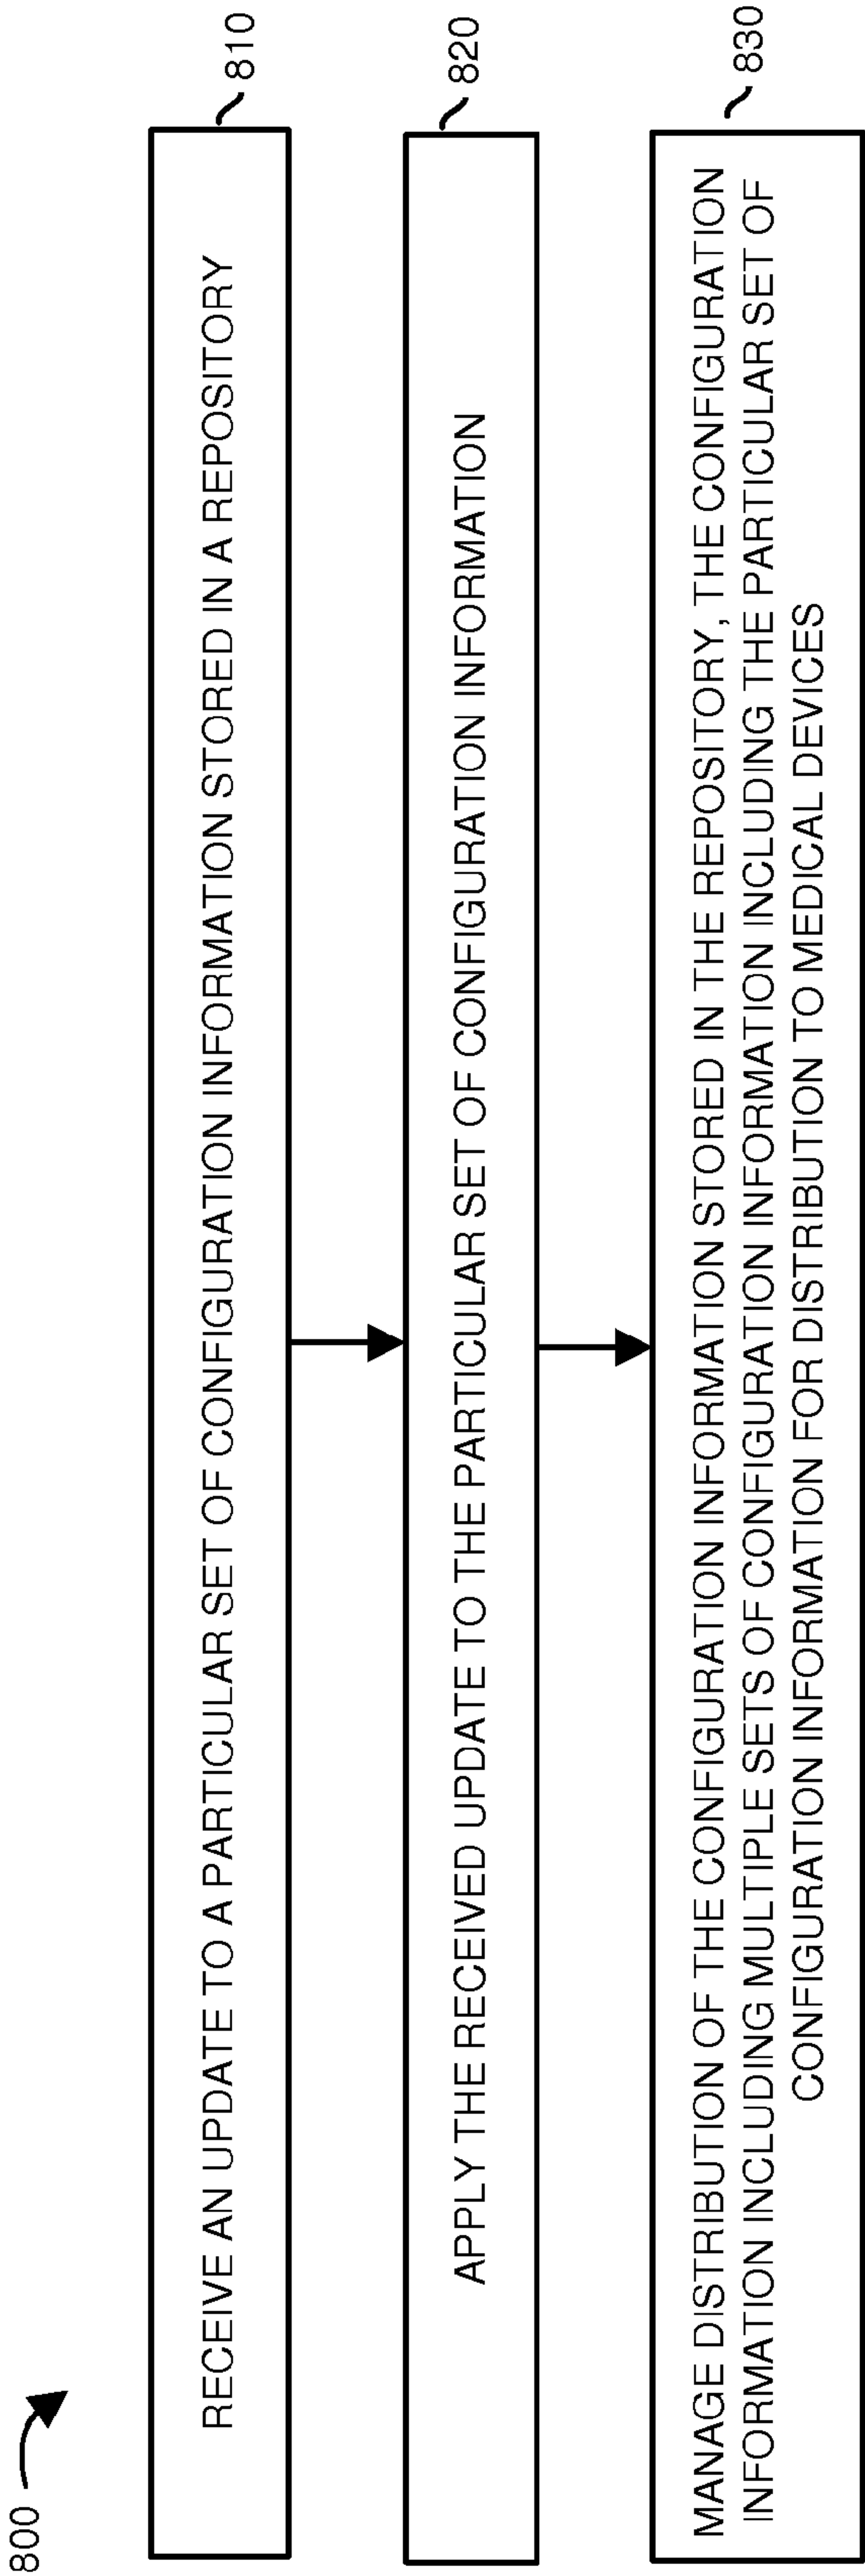 800
RECEIVE AN UPDATE TO A PARTICULAR SET OF CONFIGURATION INFORMATION STORED IN A REPOSITORY
810
APPLY THE RECEIVED UPDATE TO THE PARTICULAR SET OF CONFIGURATION INFORMATION
820
MANAGE DISTRIBUTION OF THE CONFIGURATION INFORMATION STORED IN THE REPOSITORY, THE CONFIGURATION
INFORMATION INCLUDING MULTIPLE SETS OF CONFIGURATION INFORMATION INCLUDING THE PARTICULAR SET OF
CONFIGURATION INFORMATION FOR DISTRIBUTION TO MEDICAL DEVICES
830